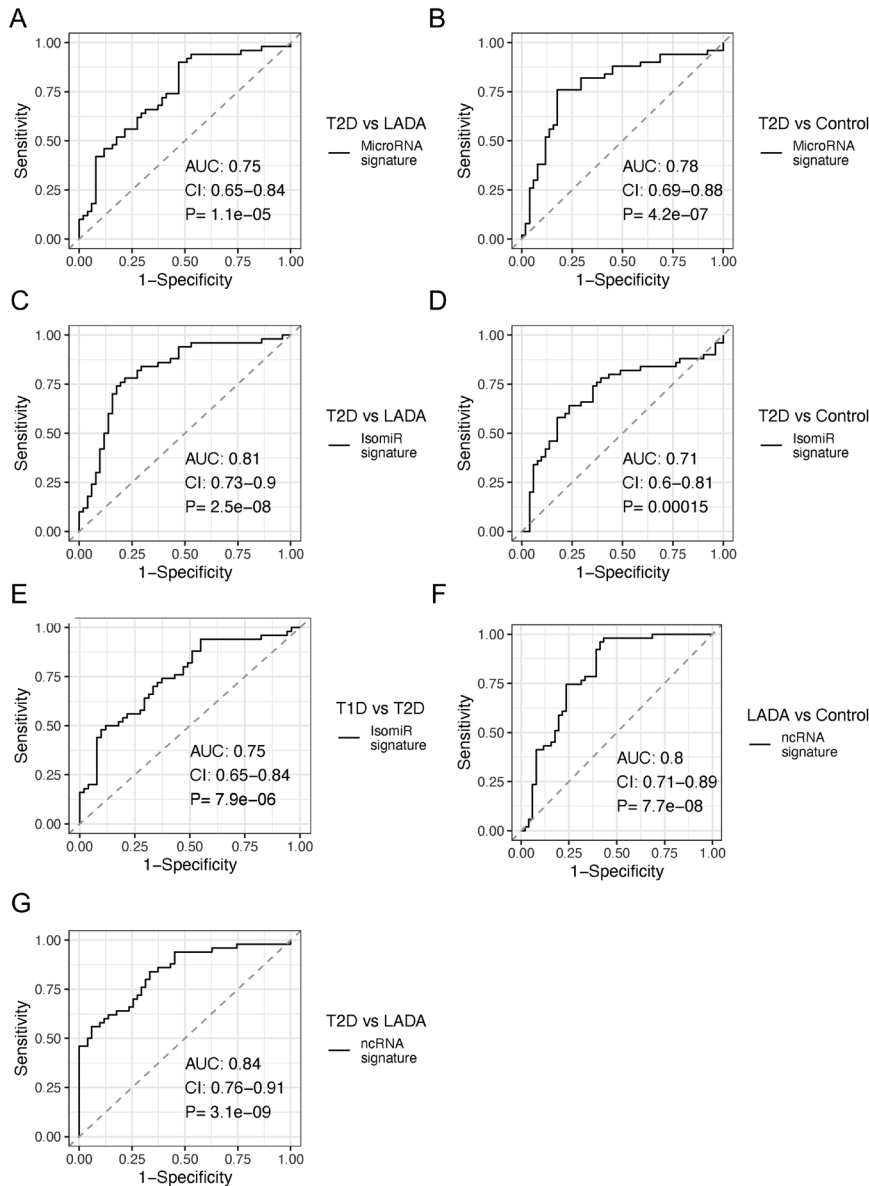 A
1.00
0.75
0.50
0.25
0.00
Sensitivity
0.00 0.25 0.50 0.75 1.00
1−Specificity
AUC: 0.75
CI: 0.65−0.84
P= 1.1e−05
T2D vs LADA
MicroRNA
signature
B
1.00
0.75
0.50
0.25
0.00
Sensitivity
0.00 0.25 0.50 0.75 1.00
1−Specificity
AUC: 0.78
CI: 0.69−0.88
P= 4.2e−07
T2D vs Control
MicroRNA
signature
C
1.00
0.75
0.50
0.25
0.00
Sensitivity
0.00 0.25 0.50 0.75 1.00
1−Specificity
AUC: 0.81
CI: 0.73−0.9
P= 2.5e−08
T2D vs LADA
IsomiR
signature
D
1.00
0.75
0.50
0.25
0.00
Sensitivity
0.00 0.25 0.50 0.75 1.00
1−Specificity
AUC: 0.71
CI: 0.6−0.81
P= 0.00015
T2D vs Control
IsomiR
signature
E
1.00
0.75
0.50
0.25
0.00
Sensitivity
0.00 0.25 0.50 0.75 1.00
1−Specificity
AUC: 0.75
CI: 0.65−0.84
P= 7.9e−06
T1D vs T2D
IsomiR
signature
F
1.00
0.75
0.50
0.25
0.00
Sensitivity
0.00 0.25 0.50 0.75 1.00
1−Specificity
AUC: 0.8
CI: 0.71−0.89
P= 7.7e−08
LADA vs Control
ncRNA
signature
G
1.00
0.75
0.50
0.25
0.00
Sensitivity
0.00 0.25 0.50 0.75 1.00
1−Specificity
AUC: 0.84
CI: 0.76−0.91
P= 3.1e−09
T2D vs LADA
ncRNA
signature